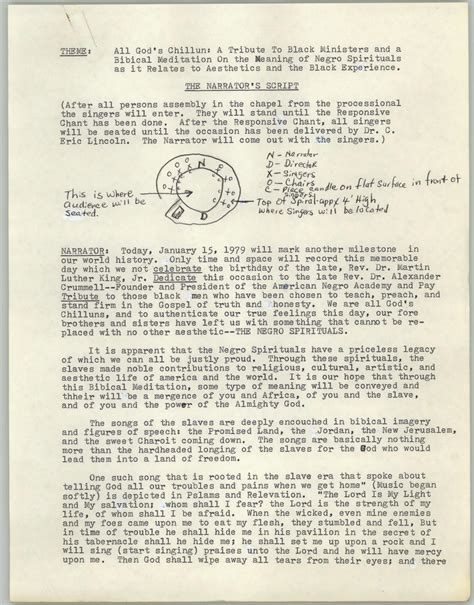 THEME: All God's Chillun: A Tribute To Black Ministers and a
Bibical Meditation On the Meaning of Negro Spirituals
as it Relates to Aesthetics and the Black Experience.
THE NARRATOR'S SCRIPT
(After all persons assembly in the chapel from the processional
the singers will enter. They will stand until the Responsive
Chant has been done. After the Responsive Chant, all singers
will be seated until the occasion has been delivered by Dr. C.
Eric Lincoln. The Narrator will come out with the singers.)
N - Narrator
D - Director
X - Singers
O - Chairs
C - Place Candle on flat Surface in front of
Singers.
This is where
Audience will be
Seated.
N
D
Top of Spiral-appx 4' High
where Singers will be located
NARRATOR: Today, January 15, 1979 will mark another milestone in
our world history. Only time and space will record this memorable
day which we not celebrate the birthday of the late, Rev. Dr. Martin
Luther King, Jr. Dedicate this occasion to the late Rev. Dr. Alexander
Crummell--Founder and President of the American Negro Academy and Pay
Tribute to those black men who have been chosen to teach, preach, and
stand firm in the Gospel of truth and honesty. We are all God's
Chilluns, and to authenticate our true feelings this day, our fore
brothers and sisters have left us with something that cannot be re-
placed with no other aesthetic--THE NEGRO SPIRITUALS.
It is apparent that the Negro Spirituals have a priceless legacy
of which we can all be justly proud. Through these spirituals, the
slaves made noble contributions to religious, cultural, artistic, and
aesthetic life of america and the world. It is our hope that through
this Biblical Meditation, some type of meaning will be conveyed and
thheir will be a mergence of you and Africa, of you and the slave,
and of you and the power of the Almighty God.
The songs of the slaves are deeply encouched in bibical imagery
and figures of speech: the Promised Land, the Jordan, the New Jerusalem,
and the sweet Charoit coming down. The songs are basically nothing
more than the hardheaded longing of the slaves for the God who would
lead them into a land of freedom.
One such song that is rooted in the slave era that spoke about
telling God all our troubles and pains when we get home" (Music began
softly) is depicted in Pslams and Relevation. "The Lord Is My Light
and My salvation; whom shall I fear? the Lord is the strength of my
life, of whom shall I be afraid. When the wicked, even mine enemies
and my foes came upon me to eat my flesh, they stumbled and fell, But
in time of trouble he shall hide me in his pavilion in the secret of
his tabernacle shall he hide me; he shall set me up upon a rock and I
will sing (start singing) praises unto the Lord and he will have mercy
upon me. Then God shall wipe away all tears from their eyes; and there